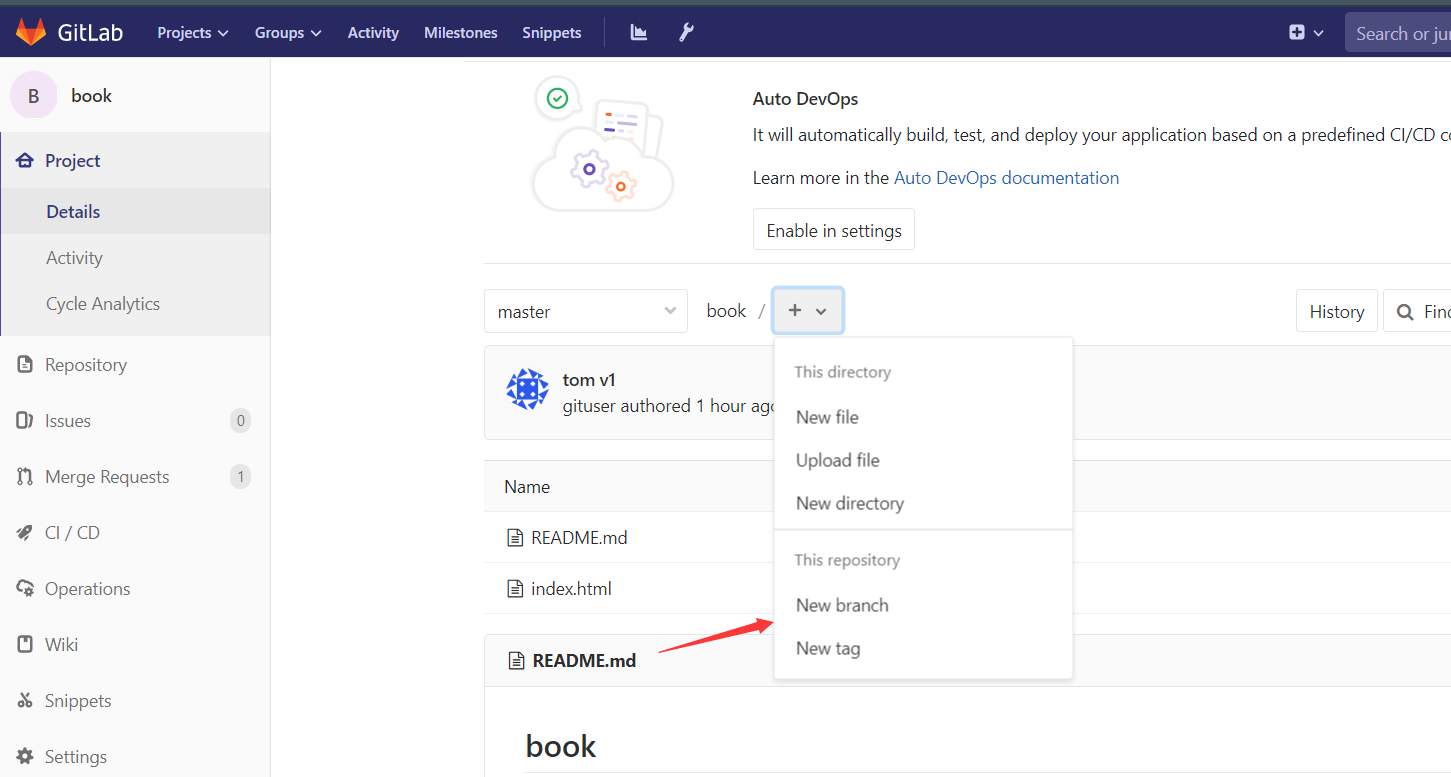 GitLab Projects Groups Activity Milestones Snippets Search or
B book
Project
Details
Activity
Cycle Analytics
Repository
Issues 0
Merge Requests 1
CI / CD
Operations
Wiki
Snippets
Settings
Auto DevOps
It will automatically build, test, and deploy your application based on a predefined CI/CD
Learn more in the Auto DevOps documentation
Enable in settings
master book / + History
tom v1
gituser authored 1 hour
This directory
New file
Upload file
New directory
This repository
New branch
New tag
Name
README.md
index.html
README.md
book